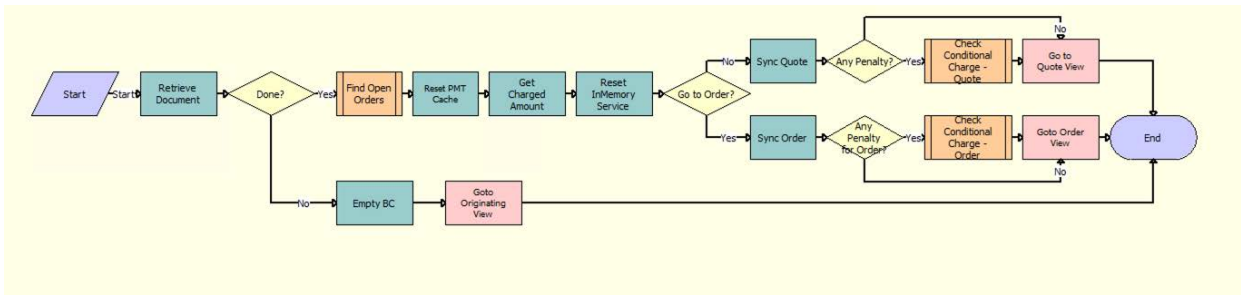 Start
Start
Retrieve
Document
Done?
Yes
Find Open
Orders
Reset PMT
Cache
Get
Charged
Amount
Reset
InMemory
Service
Go to Order?
No
Sync Quote
Any Penalty?
Yes
Check
Conditional
Charge -
Quote
No
Go to
Quote View
Yes
Sync Order
Any
Penalty
for Order?
Yes
Check
Conditional
Charge -
Order
Goto Order
View
No
End
No
Empty BC
Goto
Originating
View